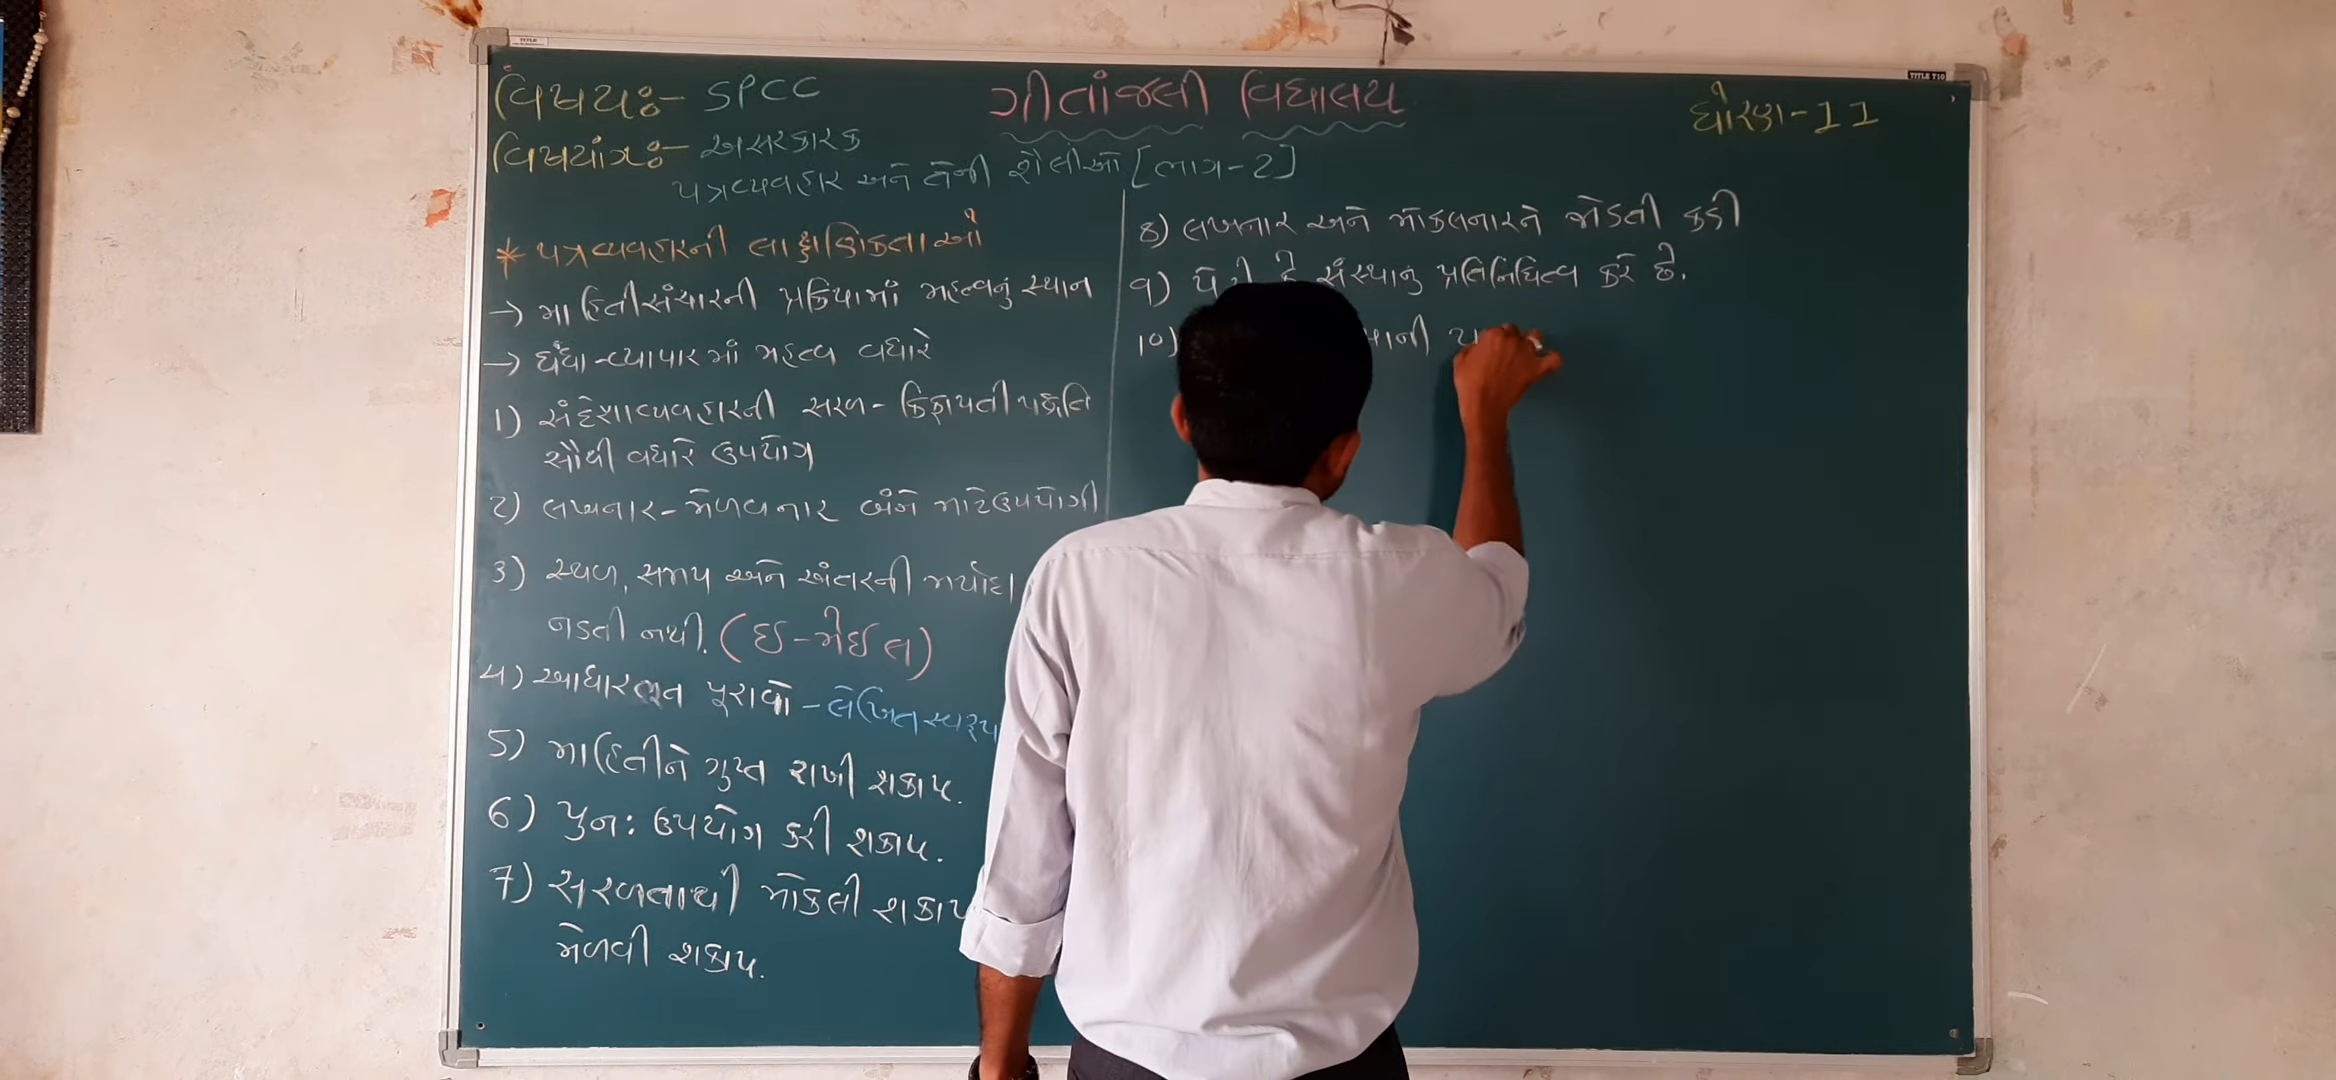 વિષય:- SPCC
ગીતાંજલી વિદ્યાલય
ધોરણ-11
વિષયાંગ:- અસરકારક
પત્રવ્યવહાર અને તેની શૈલીઓ [ભાગ-2]
* પત્રવ્યવહારની લાક્ષણિકતાઓ
→ માહિતીસંચારની પ્રક્રિયામાં મહત્વનું સ્થાન
→ ધંધા-વ્યાપારમાં મહત્વ વધારે
1) સંદેશાવ્યવહારની સરળ-કિફાયતી પદ્ધતિ
સૌથી વધારે ઉપયોગ
2) લખનાર-મેળવનાર બંને માટે ઉપયોગી
3) સ્થળ, સમય અને અંતરની મર્યાદા
નડતી નથી. (ઈ-મેઈલ)
4) આધારભૂત પૂરાવો - લેખિત સ્વરૂપ
5) માહિતીને ગુપ્ત રાખી શકાય.
6) પુન: ઉપયોગ કરી શકાય.
7) સરળતાથી મોકલી શકાય
મેળવી શકાય.
8) લખનાર અને મોકલનારને જોડતી કડી
9) સંસ્થાનું પ્રતિનિધિત્વ કરે છે.
10)
TITLE
TITLE T10